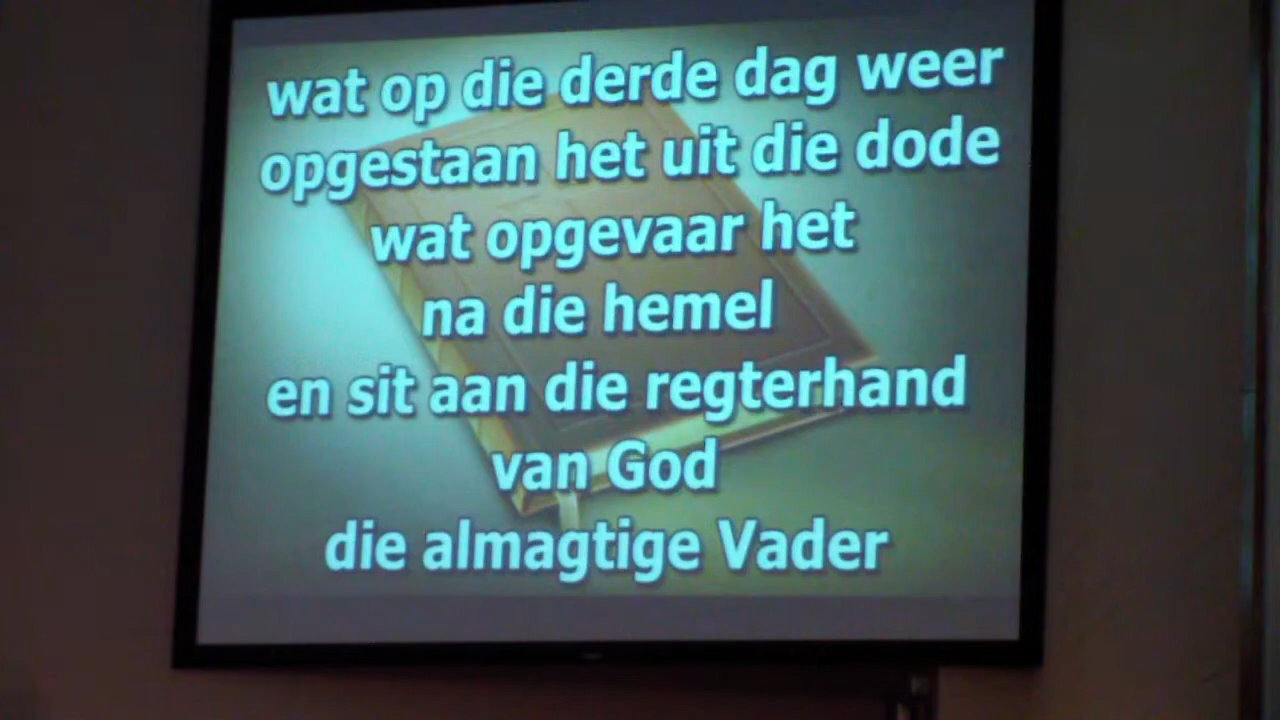 wat op die derde dag weer
opgestaan het uit die dode
wat opgevaar het
na die hemel
en sit aan die regterhand
van God
die almagtige Vader